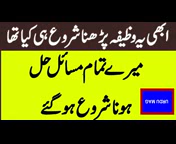 ابھی یہ وظیفہ پڑھنا شروع ہی کیا تھا
میرے تمام مسائل حل
ہونا شروع ہو گئے